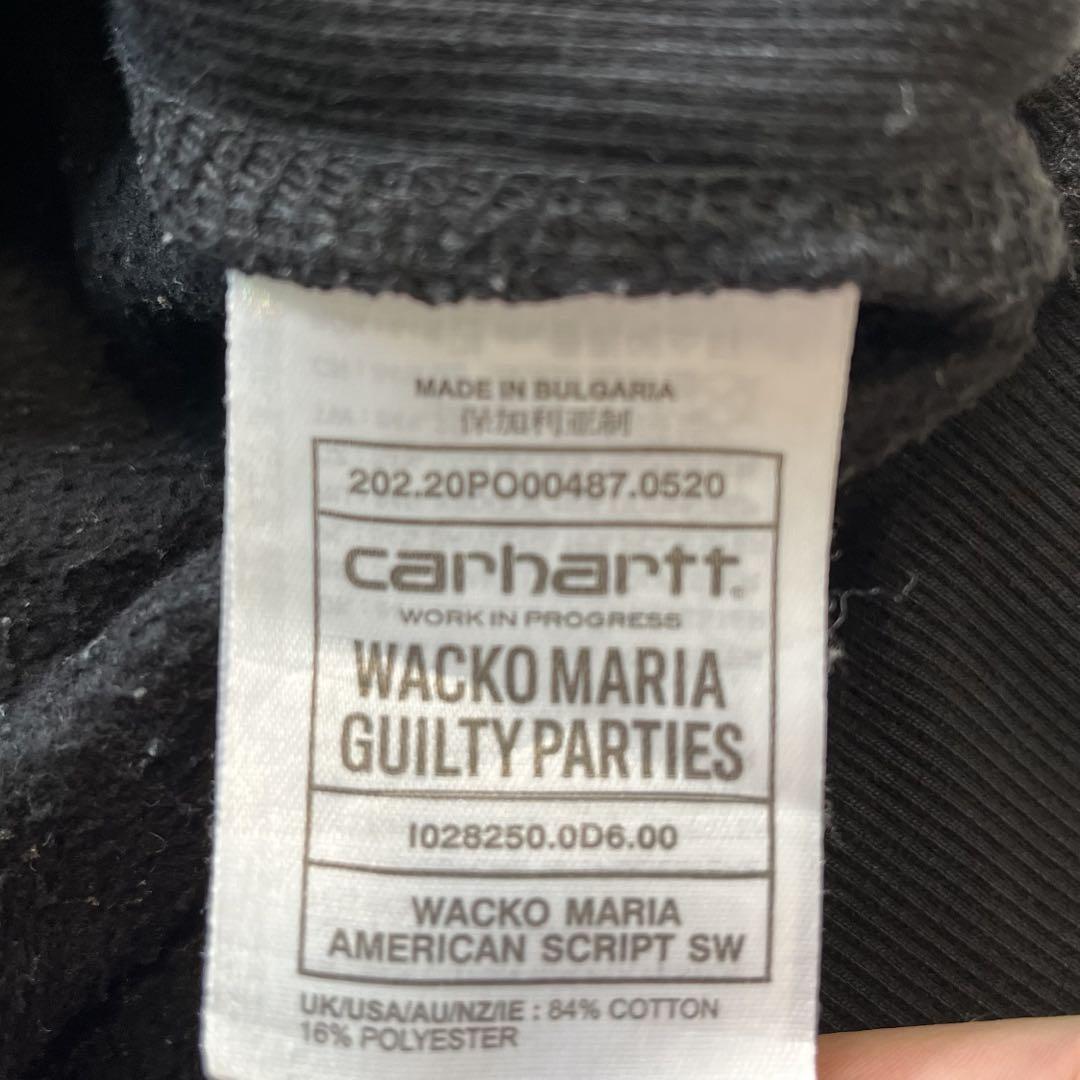 MADE IN BULGARIA
保加利亚制
202.20PO00487.0520
carhartt®
WORK IN PROGRESS
WACKO MARIA
GUILTY PARTIES
I028250.0D6.00
WACKO MARIA
AMERICAN SCRIPT SW
UK/USA/AU/NZ/IE : 84% COTTON
16% POLYESTER